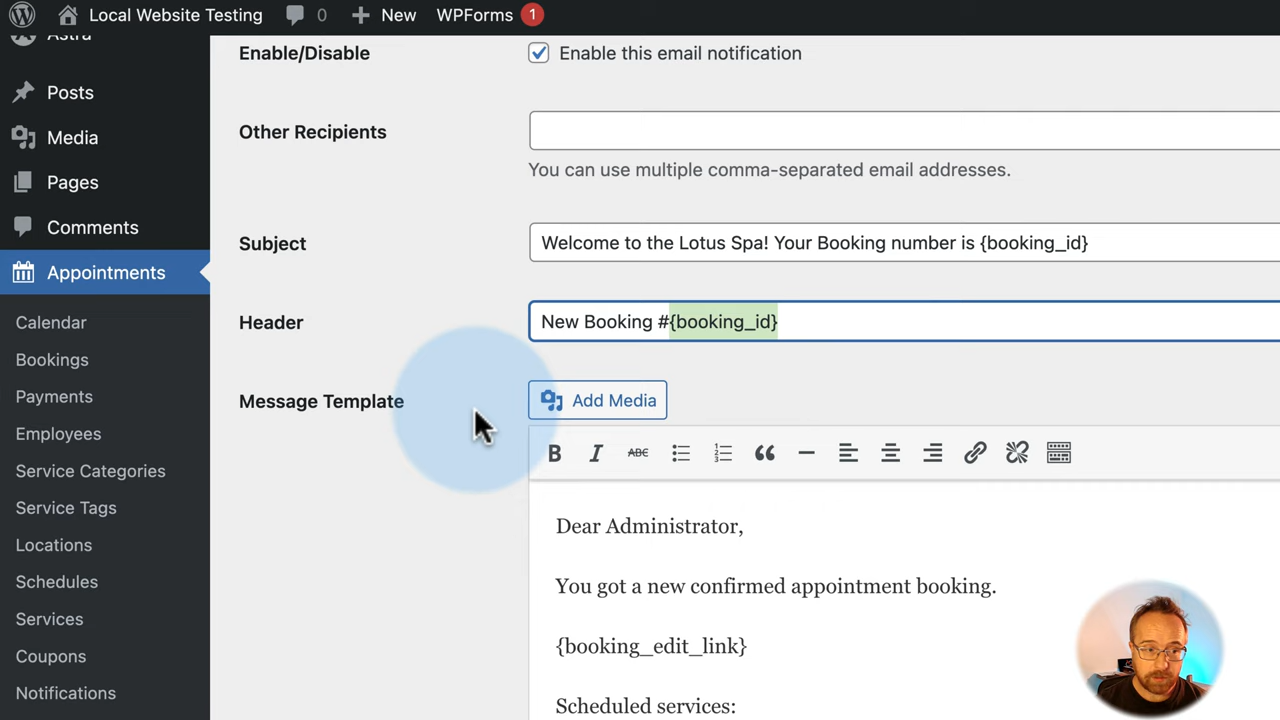 Local Website Testing 0 New WPForms 1
Astra
Posts
Media
Pages
Comments
Appointments
Calendar
Bookings
Payments
Employees
Service Categories
Service Tags
Locations
Schedules
Services
Coupons
Notifications
Enable/Disable
Enable this email notification
Other Recipients
You can use multiple comma-separated email addresses.
Subject
Welcome to the Lotus Spa! Your Booking number is {booking_id}
Header
New Booking #{booking_id}
Message Template
Add Media
B I ABC
Dear Administrator,
You got a new confirmed appointment booking.
{booking_edit_link}
Scheduled services: